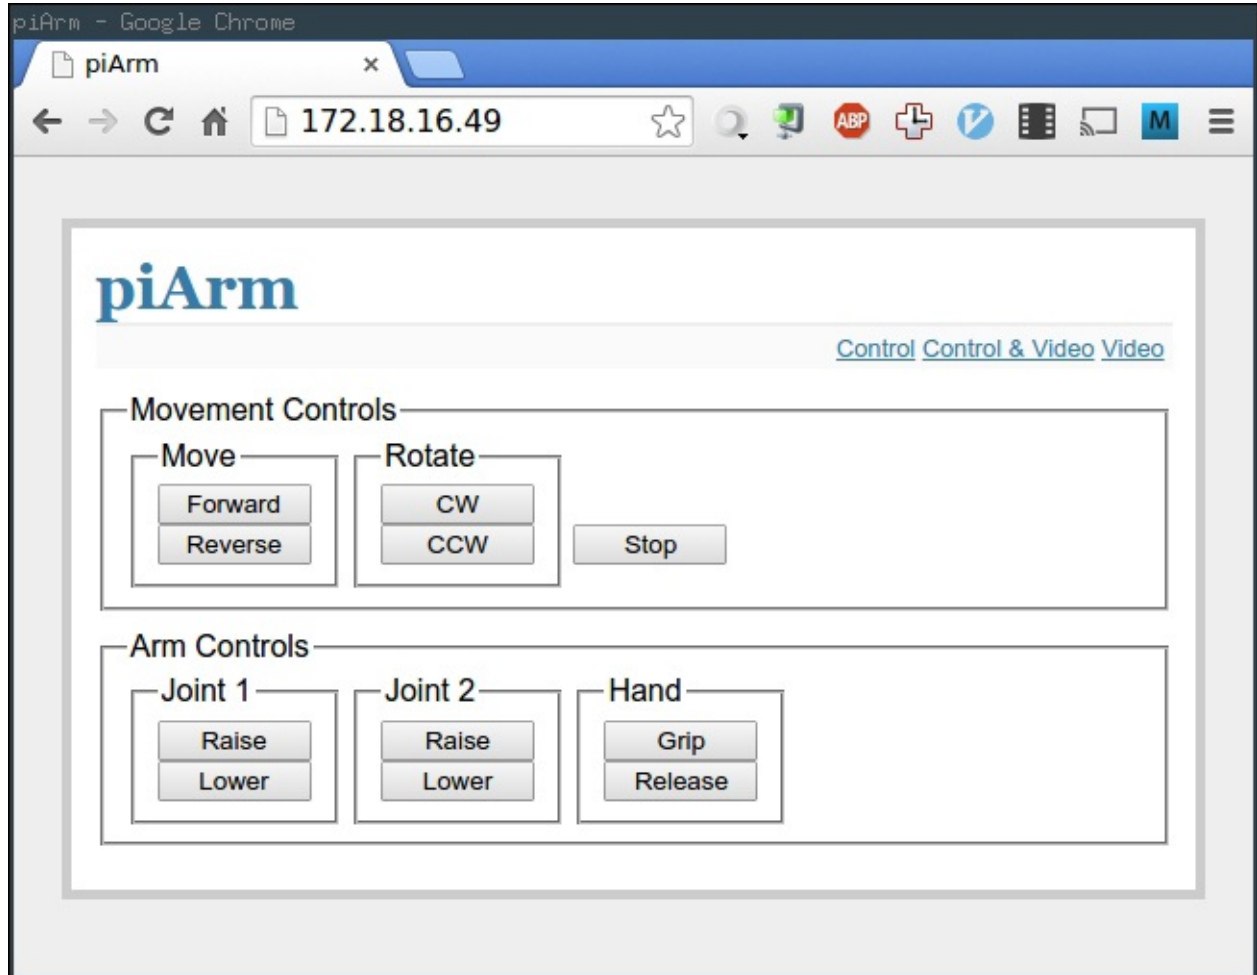 piArm - Google Chrome
piArm
172.18.16.49
ABP
M
piArm
Control Control & Video Video
Movement Controls
Move Rotate
Forward CW
Reverse CCW Stop
Arm Controls
Joint 1 Joint 2 Hand
Raise Raise Grip
Lower Lower Release